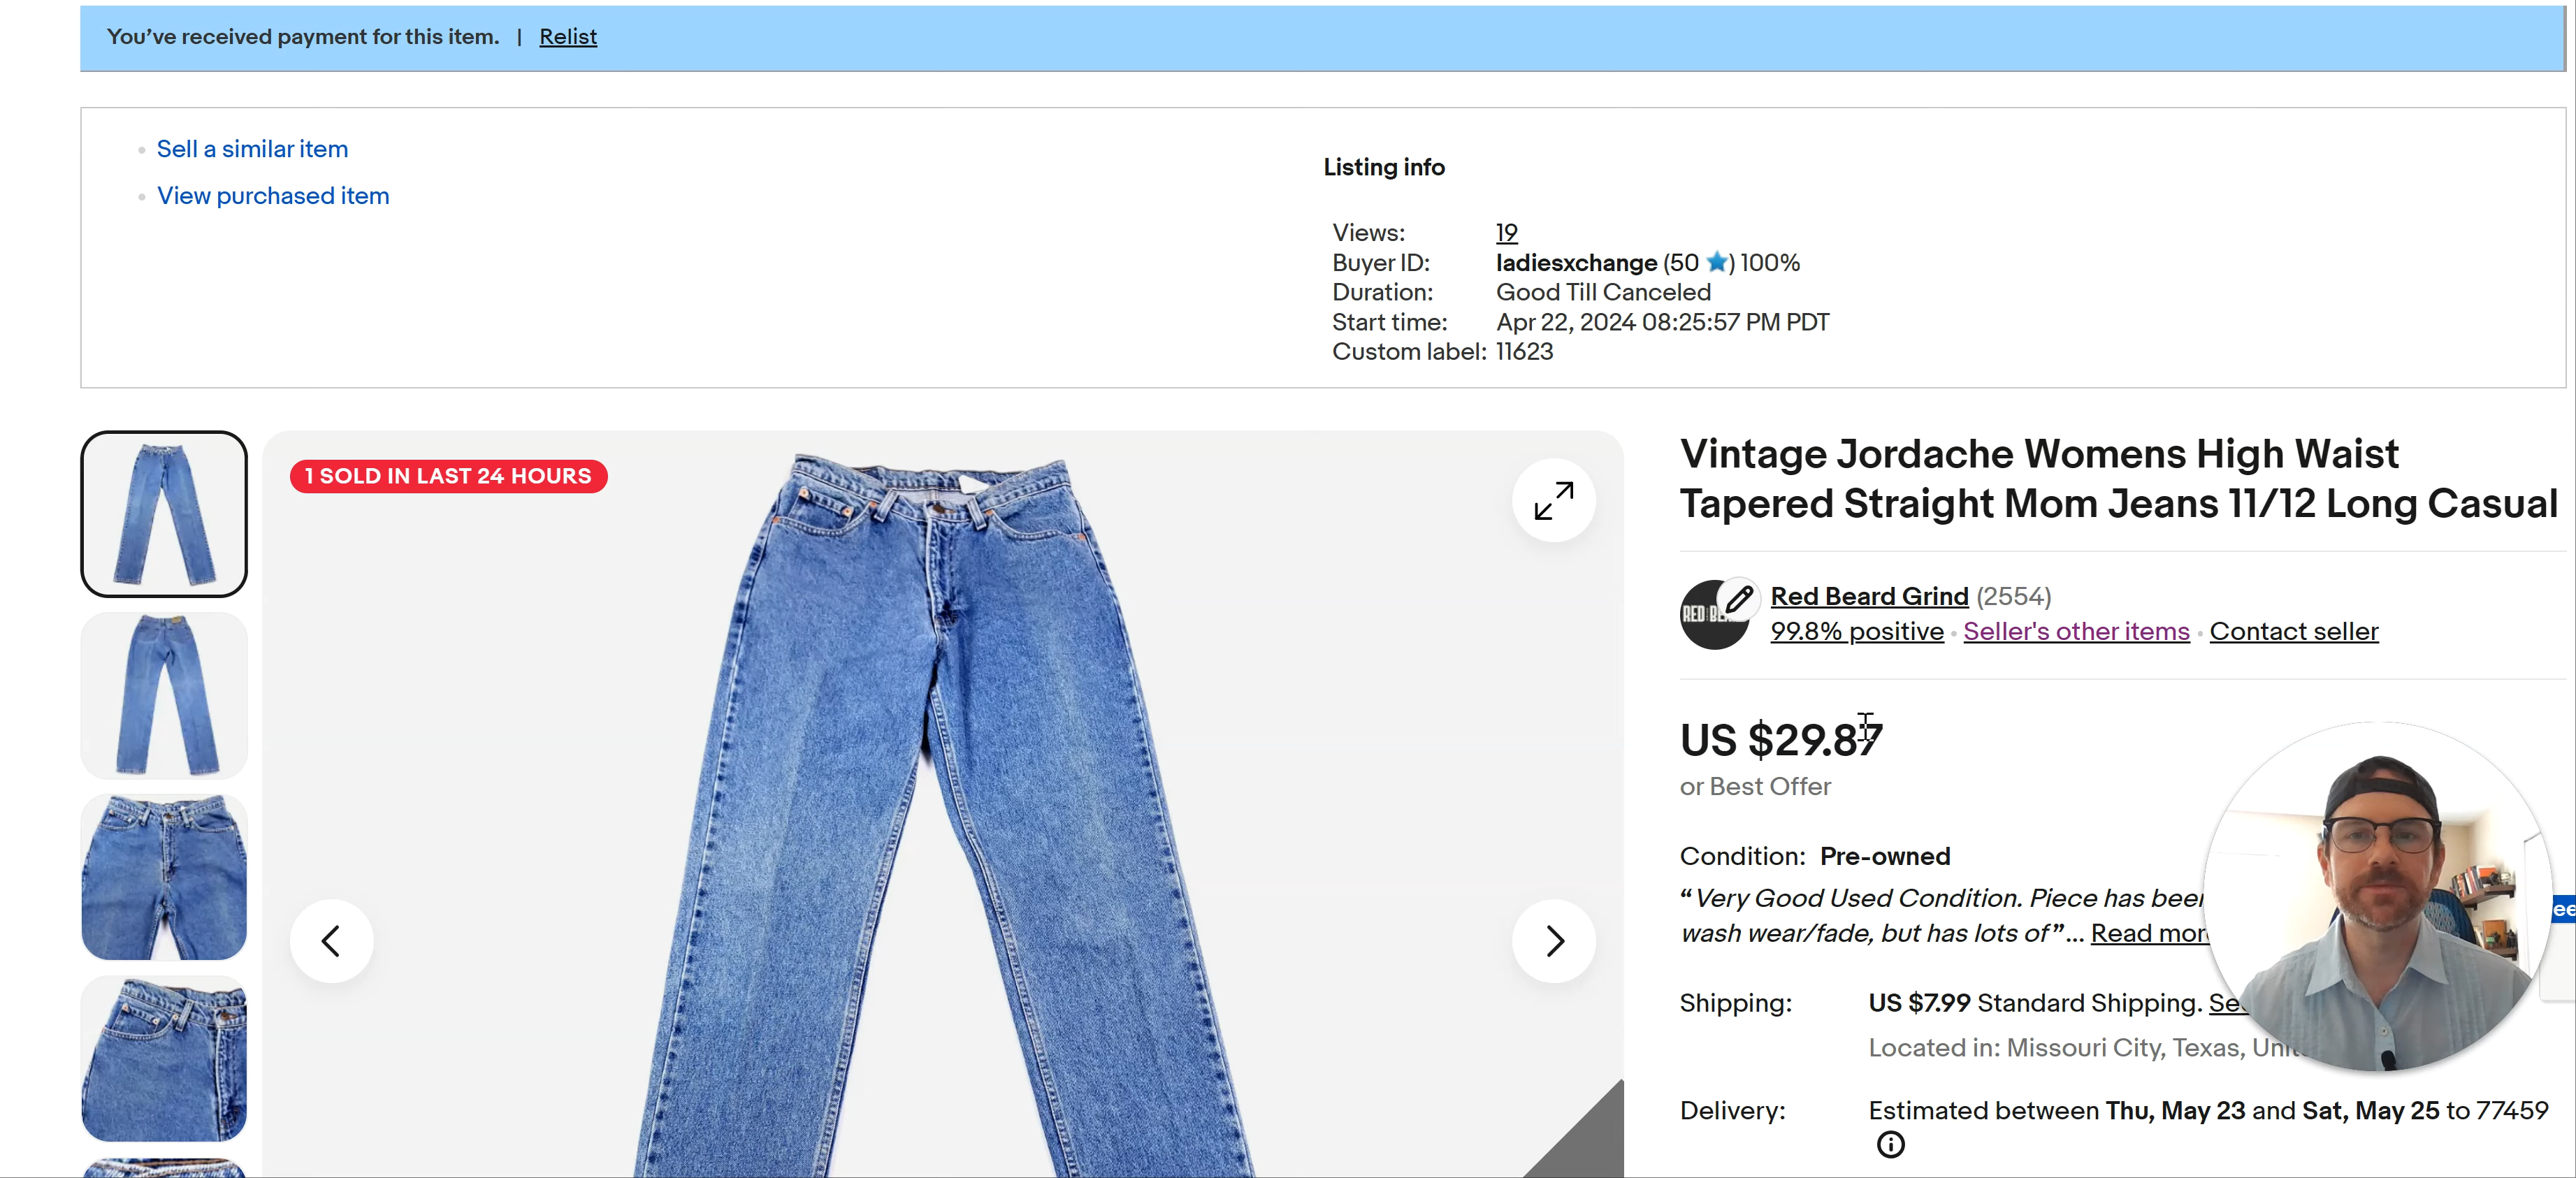 You've received payment for this item. | Relist
Sell a similar item
View purchased item
Listing info
Views: 19
Buyer ID: ladiesxchange (50 ) 100%
Duration: Good Till Canceled
Start time: Apr 22, 2024 08:25:57 PM PDT
Custom label: 11623
1 SOLD IN LAST 24 HOURS
Vintage Jordache Womens High Waist
Tapered Straight Mom Jeans 11/12 Long Casual
RED
Red Beard Grind (2554)
99.8% positive · Seller's other items · Contact seller
US $29.87
or Best Offer
Condition: Pre-owned
“Very Good Used Condition. Piece has
wash wear/fade, but has lots of”... Read
Shipping: US $7.99 Standard Shipping.
Located in: Missouri City, Texas,
Delivery: Estimated between Thu, May 23 and Sat, May 25 to 77459